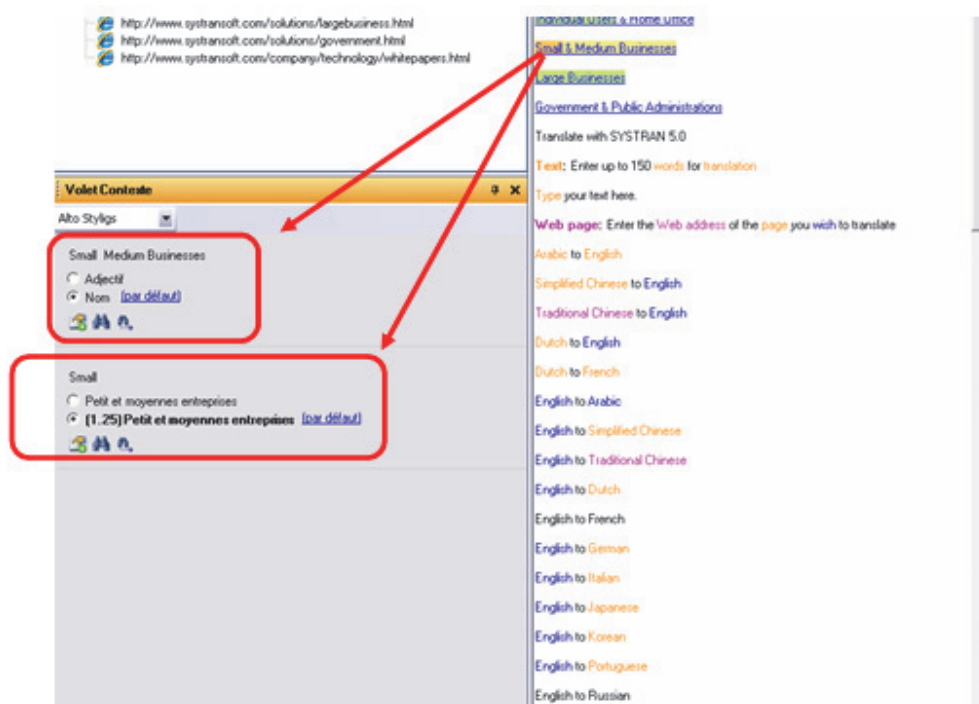 http://www.systransoft.com/solutions/largebusiness.html
http://www.systransoft.com/solutions/government.html
http://www.systransoft.com/company/technology/whitepapers.html
Volet Contexte
Alto Styligs
Small Medium Businesses
Adjectif
Nom (par défaut)
Small
Petit et moyennes entreprises
(1.25) Petit et moyennes entreprises (par défaut)
Individual Users & Home Office
Small & Medium Businesses
Large Businesses
Government & Public Administrations
Translate with SYSTRAN 5.0
Text: Enter up to 150 words for translation
Type your text here.
Web page: Enter the Web address of the page you wish to translate
Arabic to English
Simplified Chinese to English
Traditional Chinese to English
Dutch to English
Dutch to French
English to Arabic
English to Simplified Chinese
English to Traditional Chinese
English to Dutch
English to French
English to German
English to Italian
English to Japanese
English to Korean
English to Portuguese
English to Russian